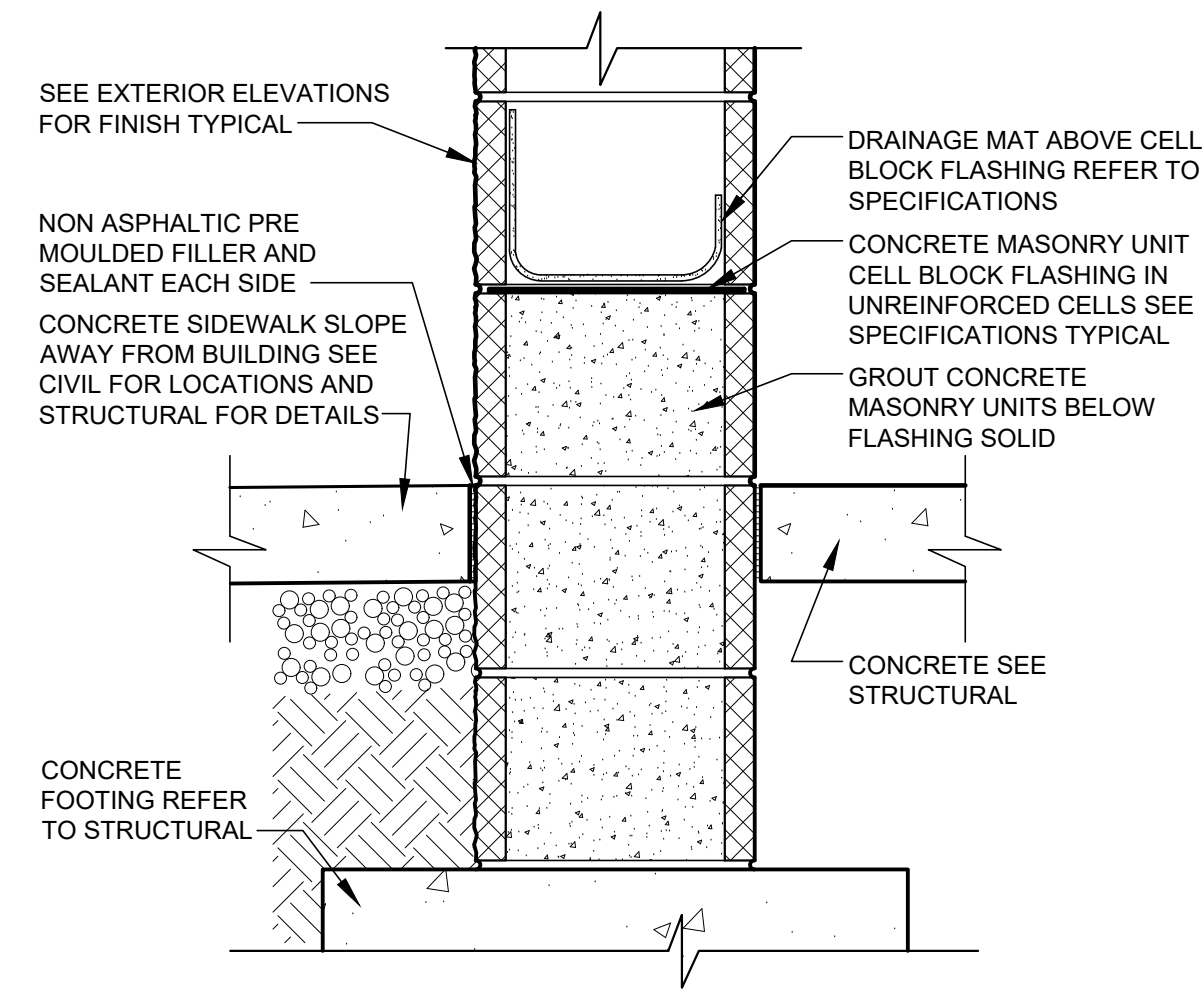 SEE EXTERIOR ELEVATIONS
FOR FINISH TYPICAL
NON ASPHALTIC PRE
MOULDED FILLER AND
SEALANT EACH SIDE
CONCRETE SIDEWALK SLOPE
AWAY FROM BUILDING SEE
CIVIL FOR LOCATIONS AND
STRUCTURAL FOR DETAILS
CONCRETE
FOOTING REFER
TO STRUCTURAL
DRAINAGE MAT ABOVE CELL
BLOCK FLASHING REFER TO
SPECIFICATIONS
CONCRETE MASONRY UNIT
CELL BLOCK FLASHING IN
UNREINFORCED CELLS SEE
SPECIFICATIONS TYPICAL
GROUT CONCRETE
MASONRY UNITS BELOW
FLASHING SOLID
CONCRETE SEE
STRUCTURAL